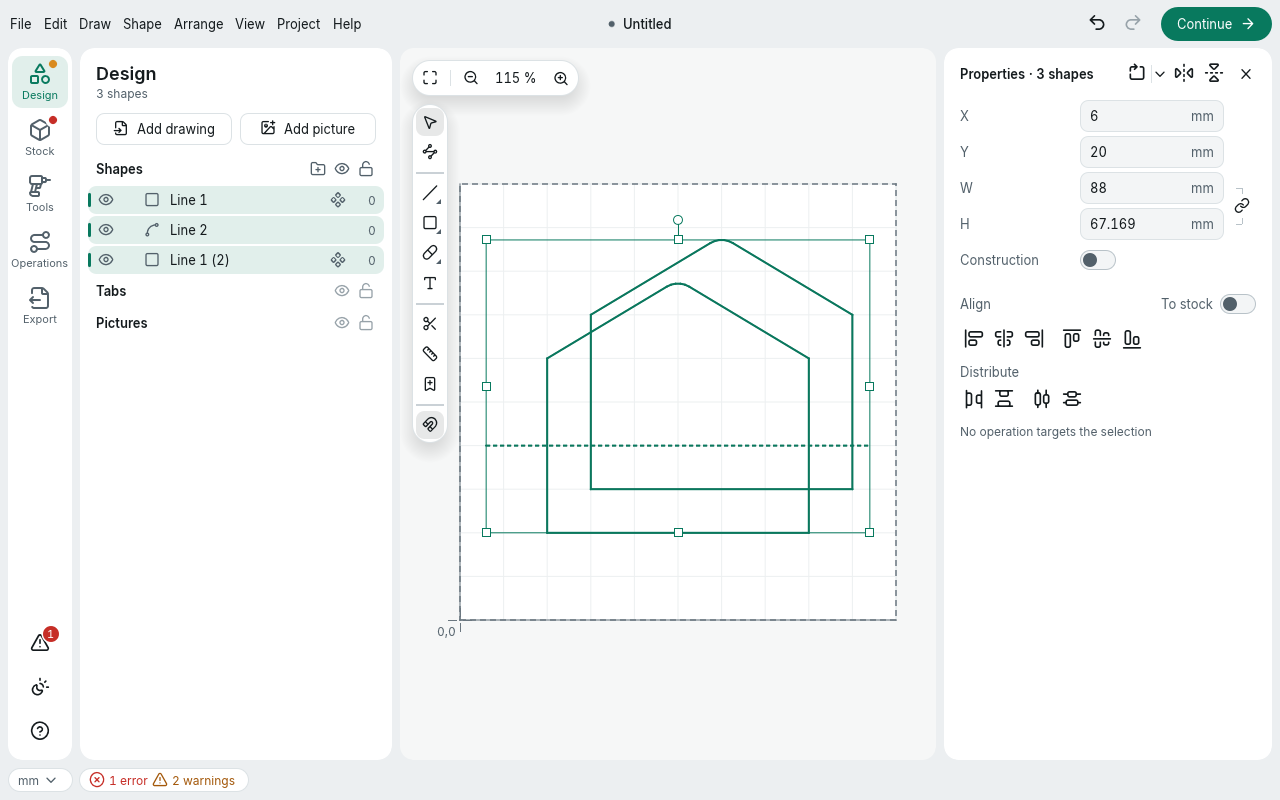 File Edit Draw Shape Arrange View Project Help
Untitled
Continue
Design
Stock
Tools
Operations
Export
1
Design
3 shapes
Add drawing
Add picture
Shapes
Line 1 0
Line 2 0
Line 1 (2) 0
Tabs
Pictures
115 %
0,0
Properties · 3 shapes
X 6 mm
Y 20 mm
W 88 mm
H 67.169 mm
Construction
Align To stock
Distribute
No operation targets the selection
mm
1 error 2 warnings